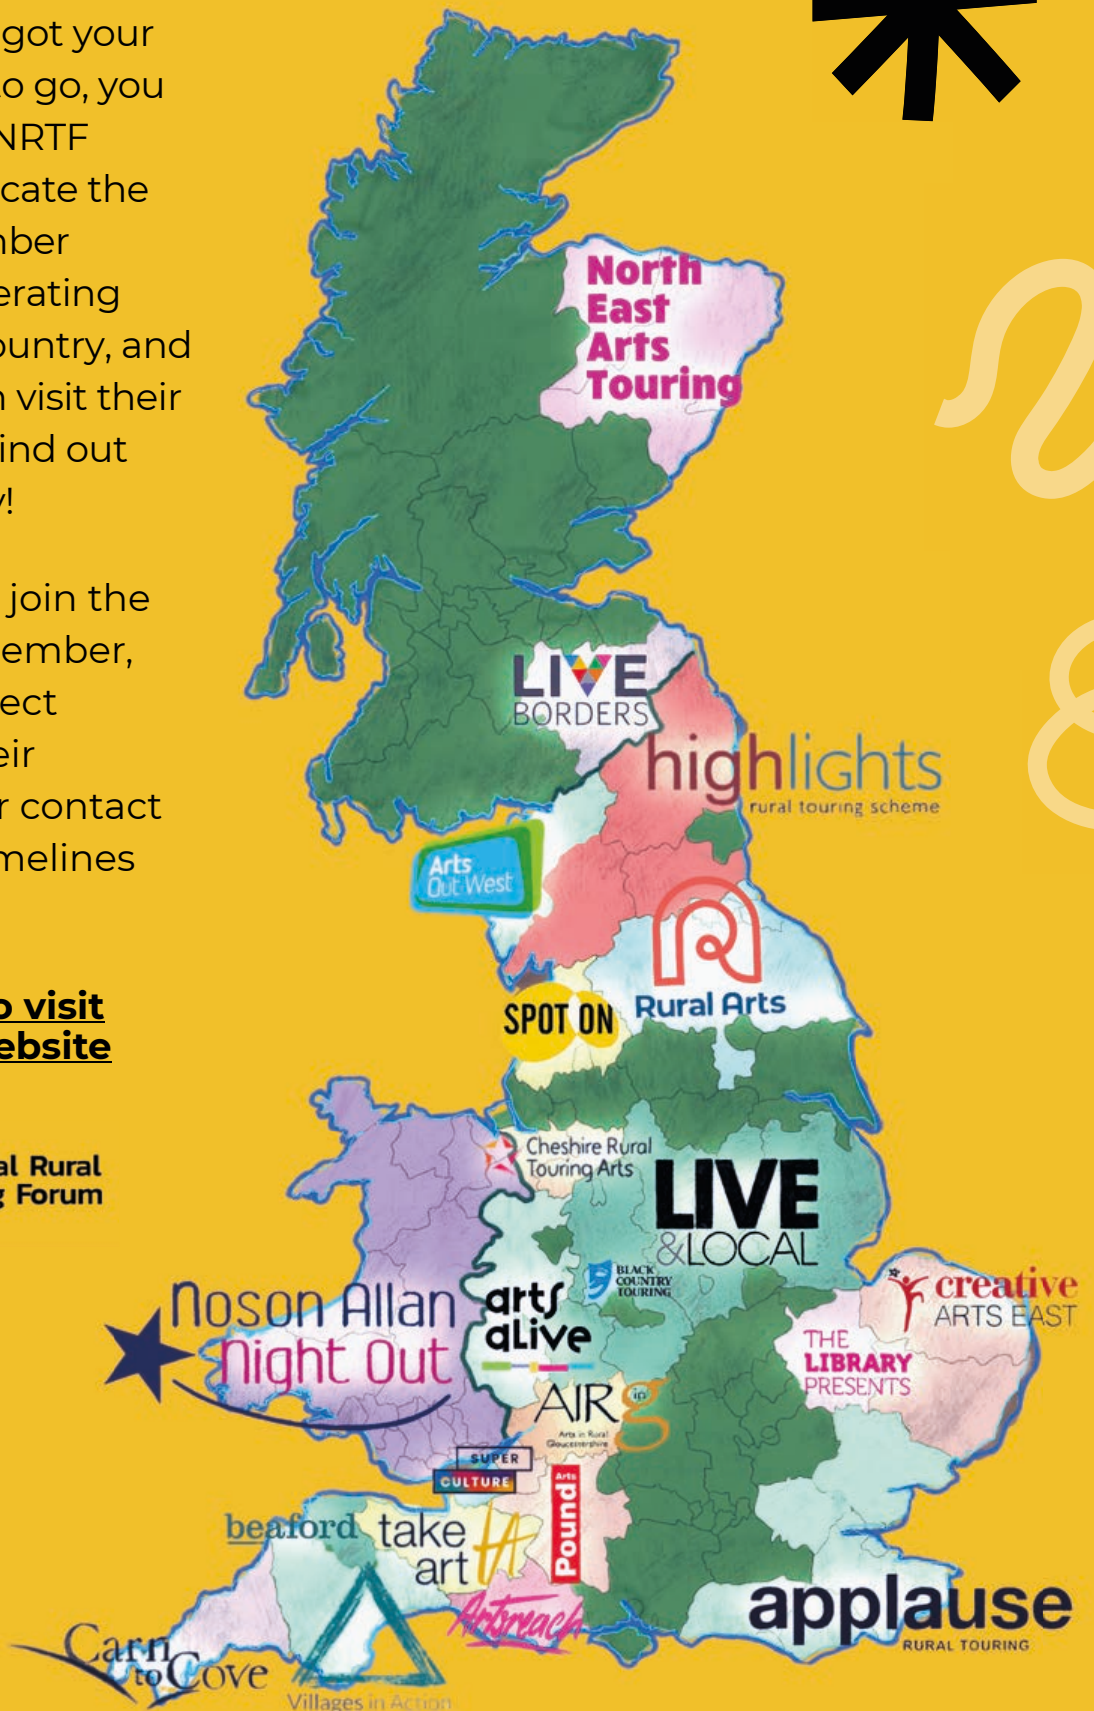 got your
to go, you
NRTF
cate the
nber
erating
ountry, and
n visit their
ind out
y!
join the
ember,
ect
eir
r contact
melines
o visit
ebsite
al Rural
g Forum
North
East
Arts
Touring
LIVE
BORDERS
highlights
rural touring scheme
Arts
Out West
Rural Arts
SPOT ON
Cheshire Rural
Touring Arts
LIVE
&LOCAL
BLACK
COUNTRY
TOURING
creative
ARTS EAST
Noson Allan
Night Out
arts
alive
THE
LIBRARY
PRESENTS
AIR
in
g
Arts in Rural
Gloucestershire
SUPER
CULTURE
Pound Arts
beaford
take
art tA
Artsreach
applause
RURAL TOURING
Carn
to Cove
Villages in Action